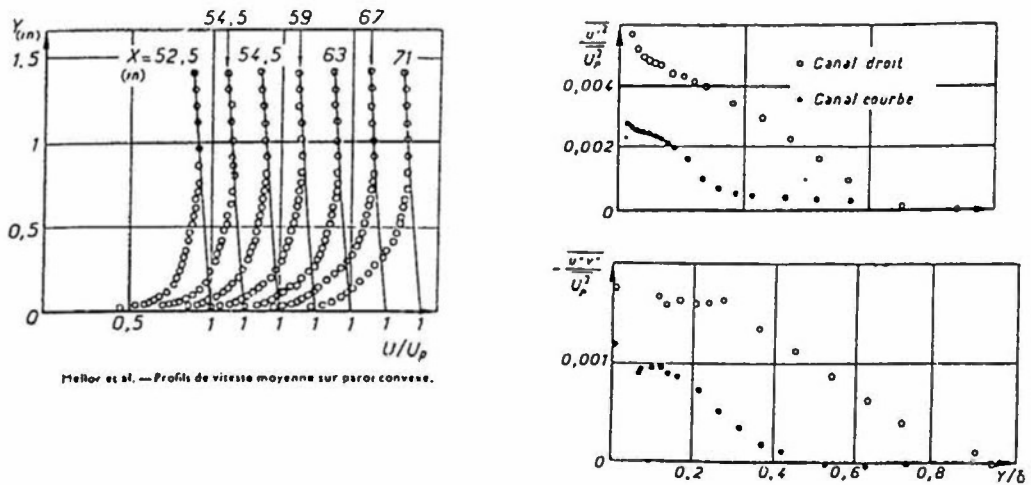 54,5 59 67
Y
(in)
X=52,5 54,5 63 71
(in)
1,5
1
0,5
0
0,5 1 1 1 1 1 1 1
U/Up
Mellor et al. — Profils de vitesse moyenne sur paroi convexe.
u'²
Up²
0,004
0,002
0
Canal droit
Canal courbe
- u'v'
Up²
0,001
0
0,2 0,4 0,6 0,8 Y/δ